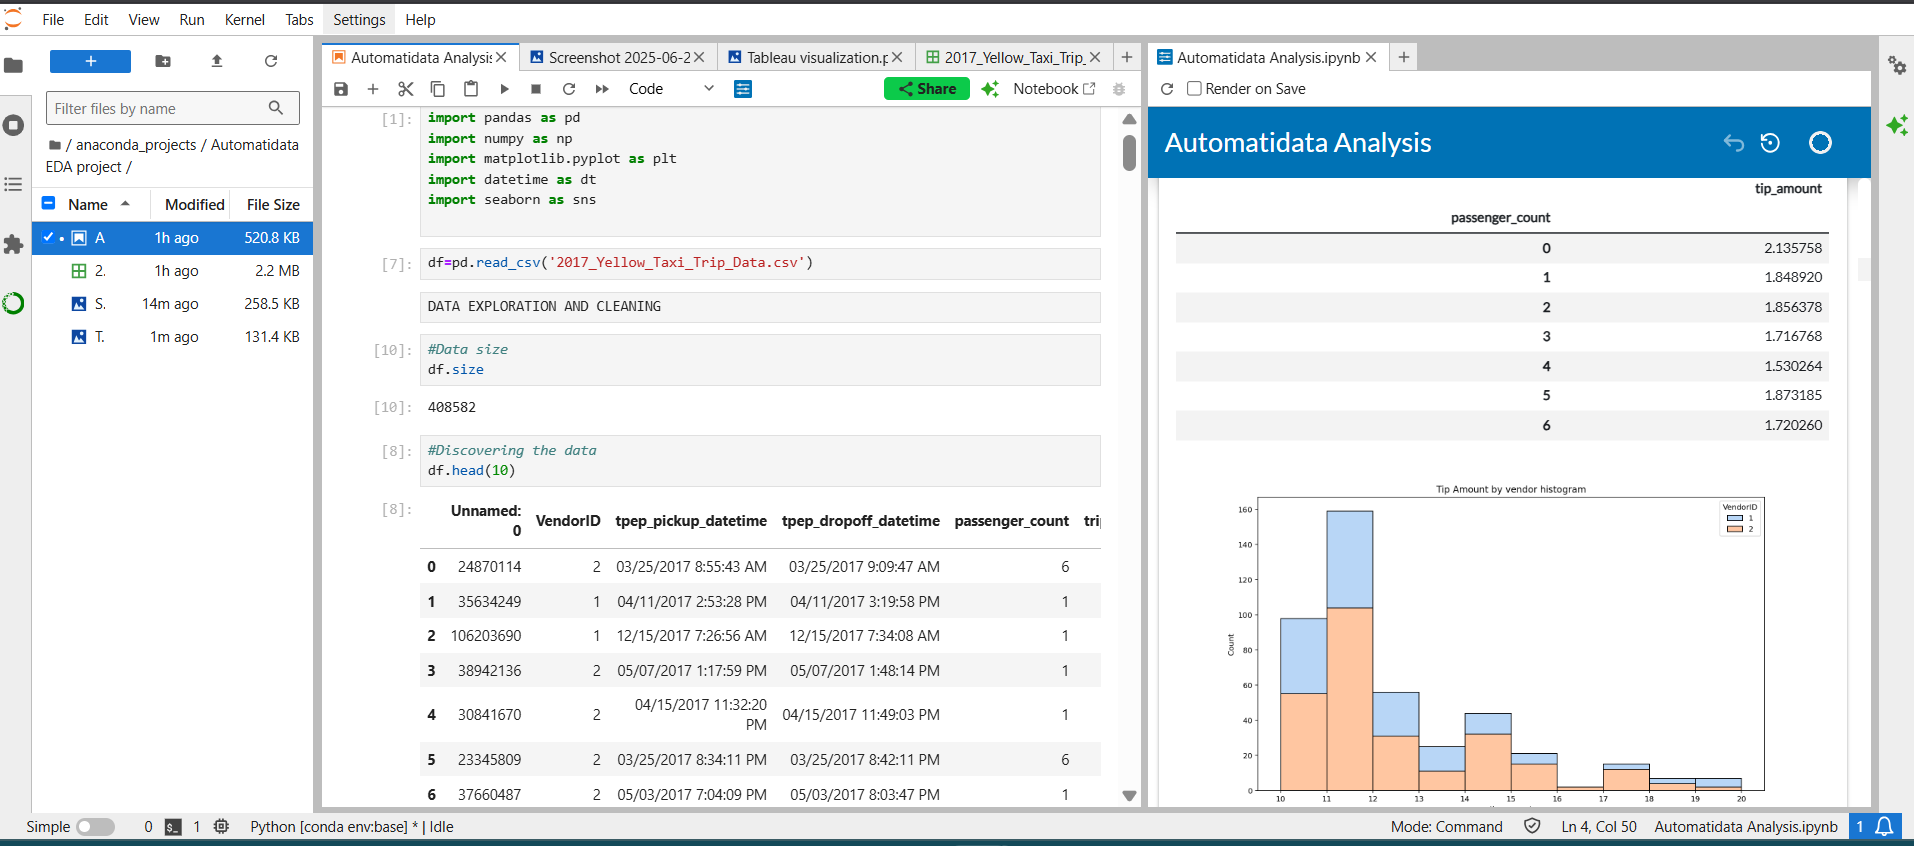 File Edit View Run Kernel Tabs Settings Help
Automatidata Analysis
Screenshot 2025-06-2
Tableau visualization.p
2017_Yellow_Taxi_Trip_
Automatidata Analysis.ipynb
Code
Share
Notebook
Render on Save
Filter files by name
/ anaconda_projects / Automatidata
EDA project /
Name Modified File Size
A 1h ago 520.8 KB
2. 1h ago 2.2 MB
S. 14m ago 258.5 KB
T. 1m ago 131.4 KB
[1]: import pandas as pd
import numpy as np
import matplotlib.pyplot as plt
import datetime as dt
import seaborn as sns
[7]: df=pd.read_csv('2017_Yellow_Taxi_Trip_Data.csv')
DATA EXPLORATION AND CLEANING
[10]: #Data size
df.size
[10]: 408582
[8]: #Discovering the data
df.head(10)
[8]: Unnamed: 0 VendorID tpep_pickup_datetime tpep_dropoff_datetime passenger_count tri
0 24870114 2 03/25/2017 8:55:43 AM 03/25/2017 9:09:47 AM 6
1 35634249 1 04/11/2017 2:53:28 PM 04/11/2017 3:19:58 PM 1
2 106203690 1 12/15/2017 7:26:56 AM 12/15/2017 7:34:08 AM 1
3 38942136 2 05/07/2017 1:17:59 PM 05/07/2017 1:48:14 PM 1
4 30841670 2 04/15/2017 11:32:20 PM 04/15/2017 11:49:03 PM 1
5 23345809 2 03/25/2017 8:34:11 PM 03/25/2017 8:42:11 PM 6
6 37660487 2 05/03/2017 7:04:09 PM 05/03/2017 8:03:47 PM 1
Automatidata Analysis
tip_amount
passenger_count
0 2.135758
1 1.848920
2 1.856378
3 1.716768
4 1.530264
5 1.873185
6 1.720260
Tip Amount by vendor histogram
VendorID
1
2
Count
160
140
120
100
80
60
40
20
0
10 11 12 13 14 15 16 17 18 19 20
Simple 0 $_ 1 Python [conda env:base] * | Idle
Mode: Command Ln 4, Col 50 Automatidata Analysis.ipynb 1